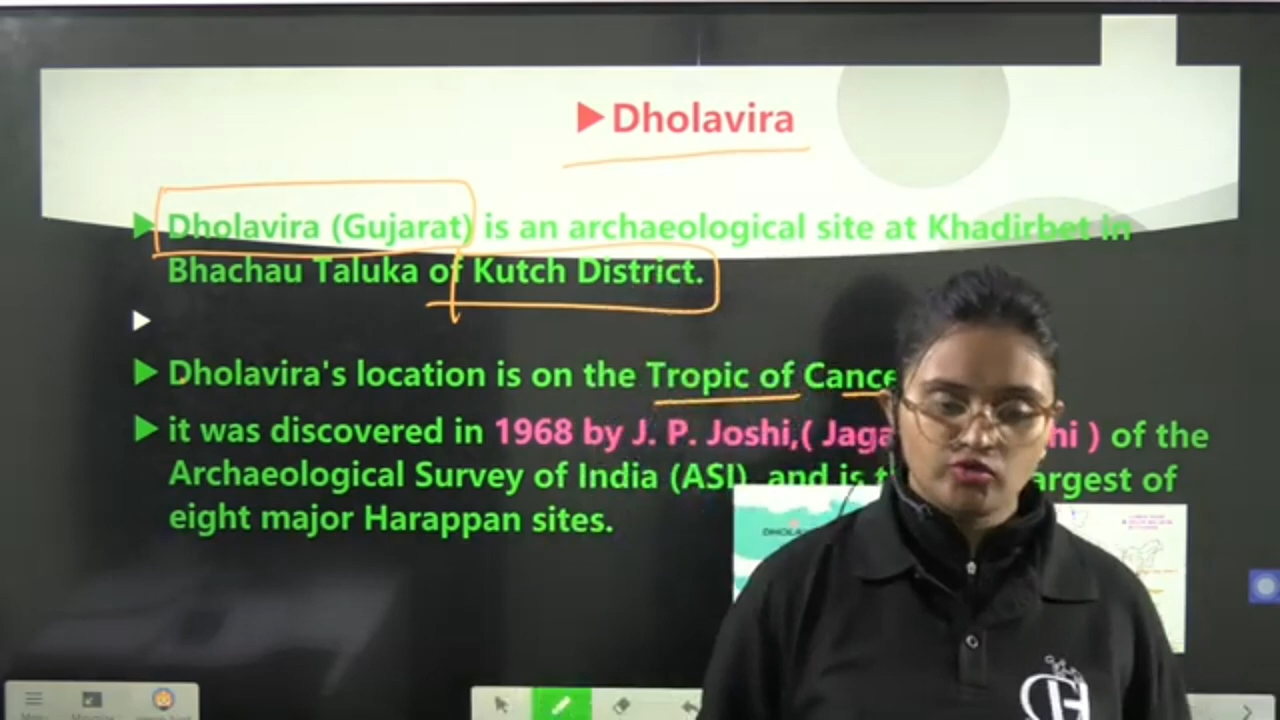 ▶ Dholavira
▶ Dholavira (Gujarat) is an archaeological site at Khadirbet in
Bhachau Taluka of Kutch District.
▶
▶ Dholavira's location is on the Tropic of Cance
▶ it was discovered in 1968 by J. P. Joshi,( Jaga hi ) of the
Archaeological Survey of India (ASI), and is t argest of
eight major Harappan sites.
DHOLA
Menu